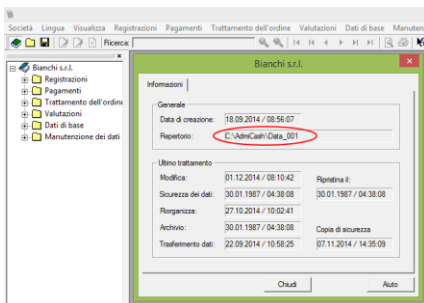 Società Lingua Visualizza Registrazioni Pagamenti Trattamento dell'ordine Valutazioni Dati di base Manuten
Ricerca:
Bianchi s.r.l.
Registrazioni
Pagamenti
Trattamento dell'ordine
Valutazioni
Dati di base
Manutenzione dei dati
Bianchi s.r.l.
Informazioni
Generale
Data di creazione: 18.09.2014 / 08:56:07
Repertorio: C:\AdmiCash\Data_001
Ultimo trattamento
Modifica: 01.12.2014 / 08:10:42 Ripristina il:
Sicurezza dei dati: 30.01.1987 / 04:38:08 30.01.1987 / 04:38:08
Riorganizza: 27.10.2014 / 10:02:41
Archivio: 30.01.1987 / 04:38:08 Copia di sicurezza
Trasferimento dati: 22.09.2014 / 10:58:25 07.11.2014 / 14:35:09
Chiudi Aiuto